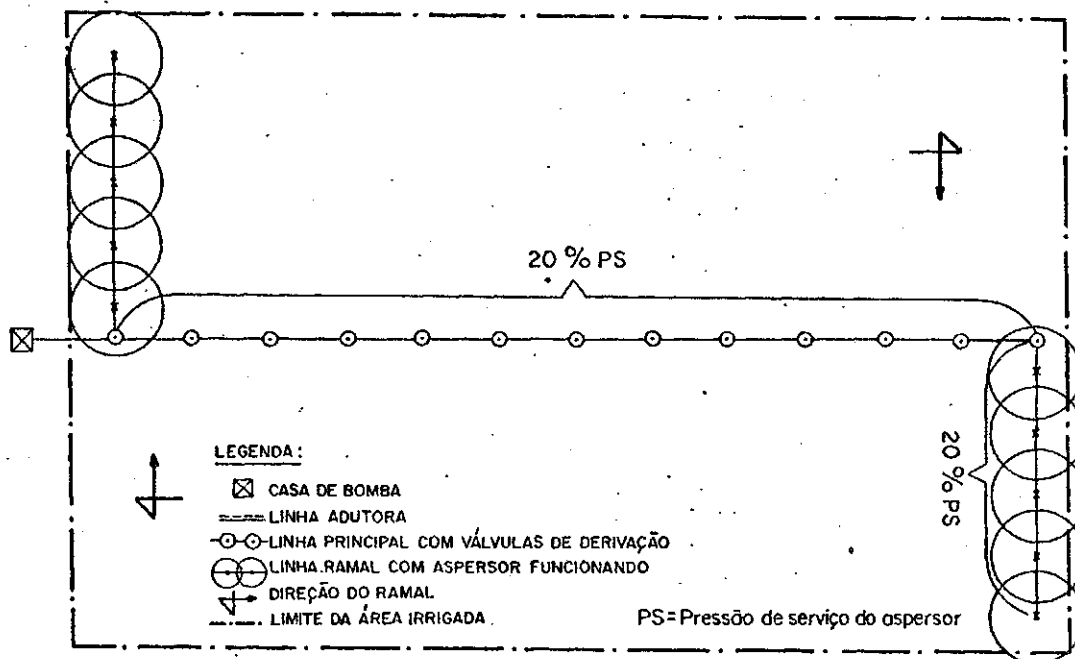 20 % PS
20 % PS
LEGENDA:
CASA DE BOMBA
LINHA ADUTORA
LINHA PRINCIPAL COM VÁLVULAS DE DERIVAÇÃO
LINHA RAMAL COM ASPERSOR FUNCIONANDO
DIREÇÃO DO RAMAL
LIMITE DA ÁREA IRRIGADA
PS=Pressão de serviço do aspersor